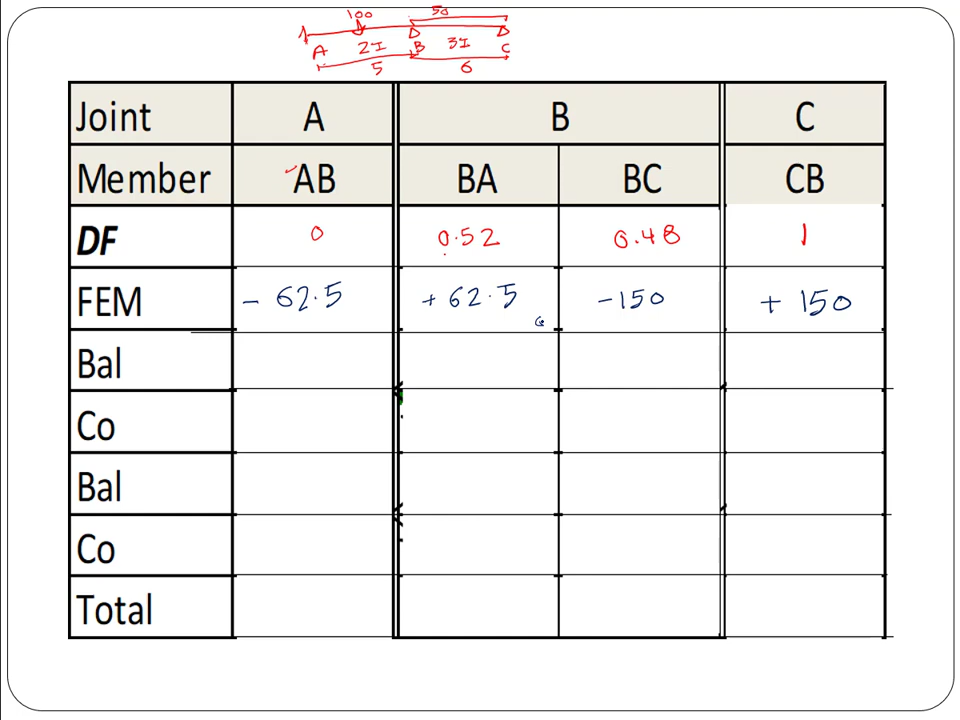 100 50
A 2I B 3I C
5 6
Joint A B C
Member AB BA BC CB
DF 0 0.52 0.48 1
FEM - 62.5 + 62.5 -150 + 150
Bal
Co
Bal
Co
Total